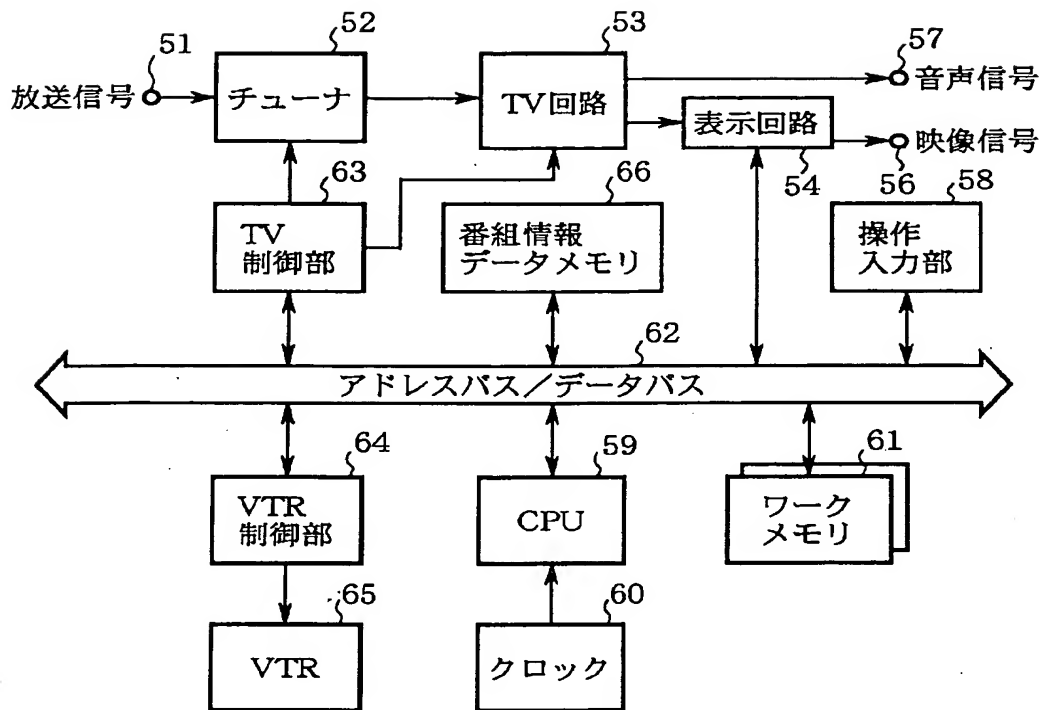 51
52
53
57
放送信号
チューナ
TV回路
音声信号
表示回路
映像信号
63
66
54
56
58
TV
制御部
番組情報
データメモリ
操作
入力部
62
アドレスバス／データバス
64
59
61
VTR
制御部
CPU
ワーク
メモリ
65
60
VTR
クロック